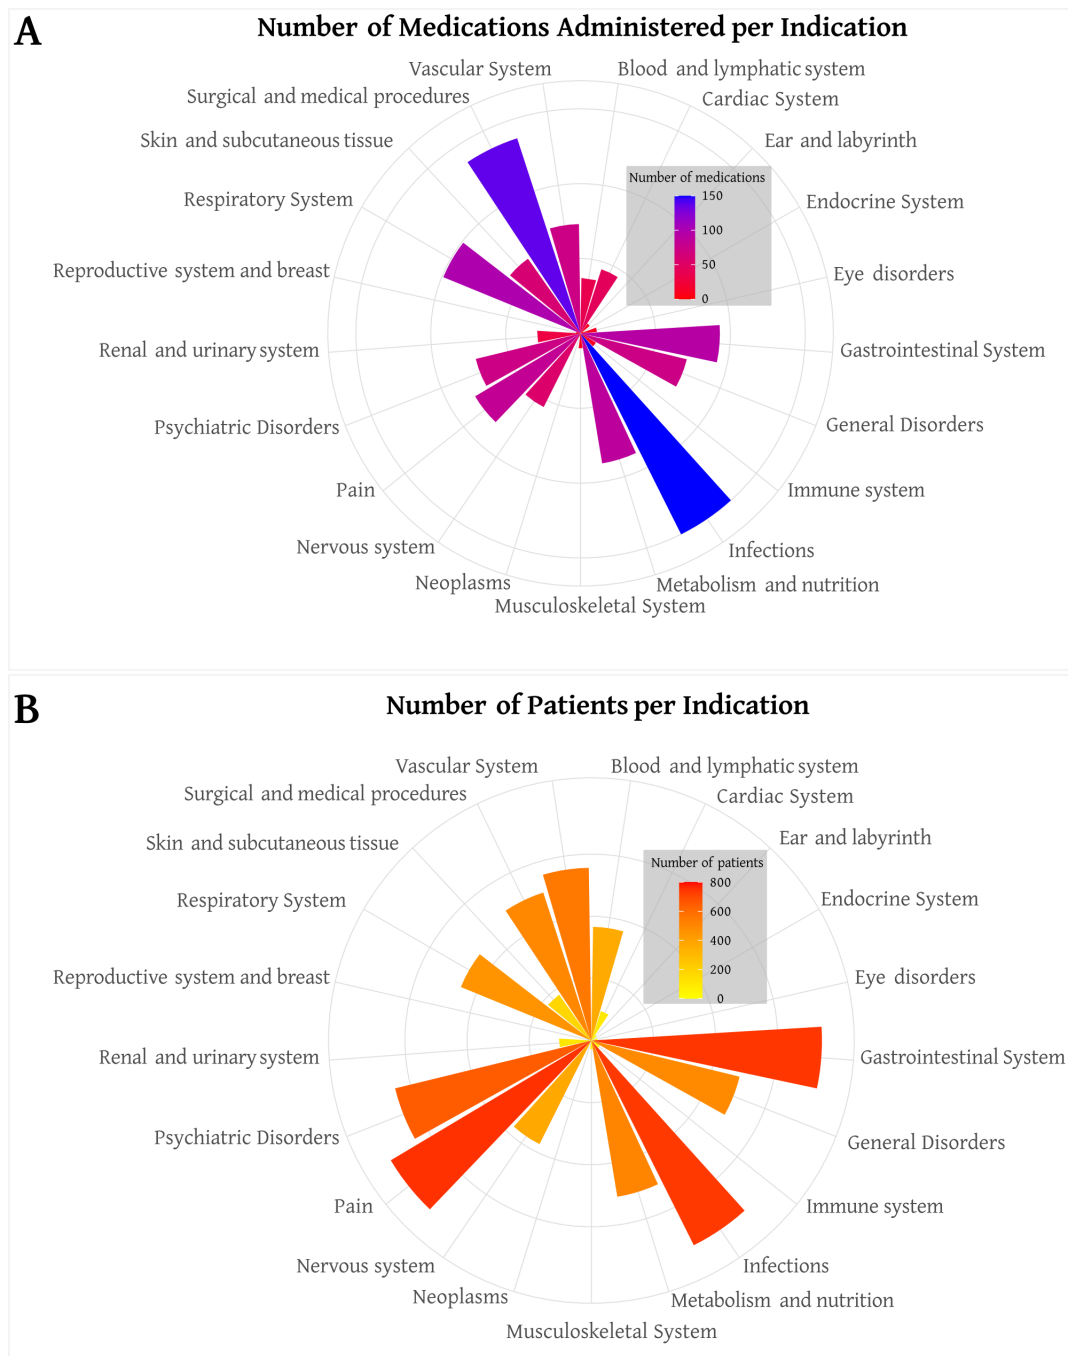 A
Number of Medications Administered per Indication
Vascular System
Blood and lymphatic system
Surgical and medical procedures
Cardiac System
Skin and subcutaneous tissue
Ear and labyrinth
Number of medications
150
100
50
0
Respiratory System
Endocrine System
Reproductive system and breast
Eye disorders
Renal and urinary system
Gastrointestinal System
Psychiatric Disorders
General Disorders
Pain
Immune system
Nervous system
Infections
Neoplasms
Metabolism and nutrition
Musculoskeletal System
B
Number of Patients per Indication
Vascular System
Blood and lymphatic system
Surgical and medical procedures
Cardiac System
Skin and subcutaneous tissue
Ear and labyrinth
Number of patients
800
600
400
200
0
Respiratory System
Endocrine System
Reproductive system and breast
Eye disorders
Renal and urinary system
Gastrointestinal System
Psychiatric Disorders
General Disorders
Pain
Immune system
Nervous system
Infections
Neoplasms
Metabolism and nutrition
Musculoskeletal System